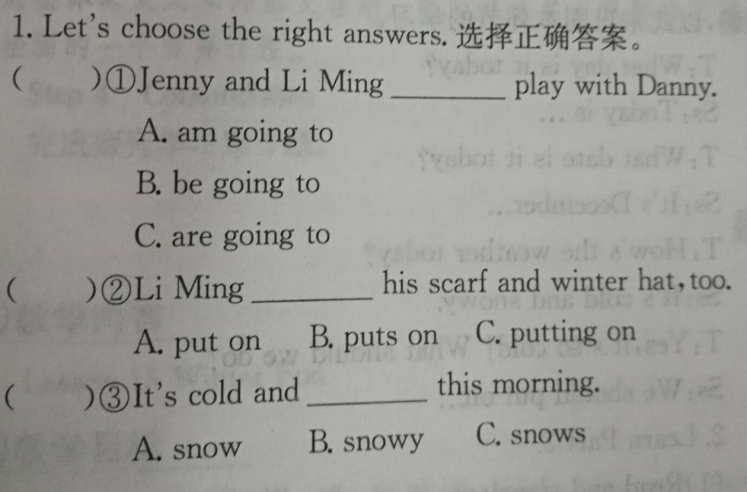 1. Let's choose the right answers. 选择正确答案。
(      )①Jenny and Li Ming ________ play with Danny.
A. am going to
B. be going to
C. are going to
(      )②Li Ming ________ his scarf and winter hat, too.
A. put on   B. puts on   C. putting on
(      )③It's cold and ________ this morning.
A. snow   B. snowy   C. snows